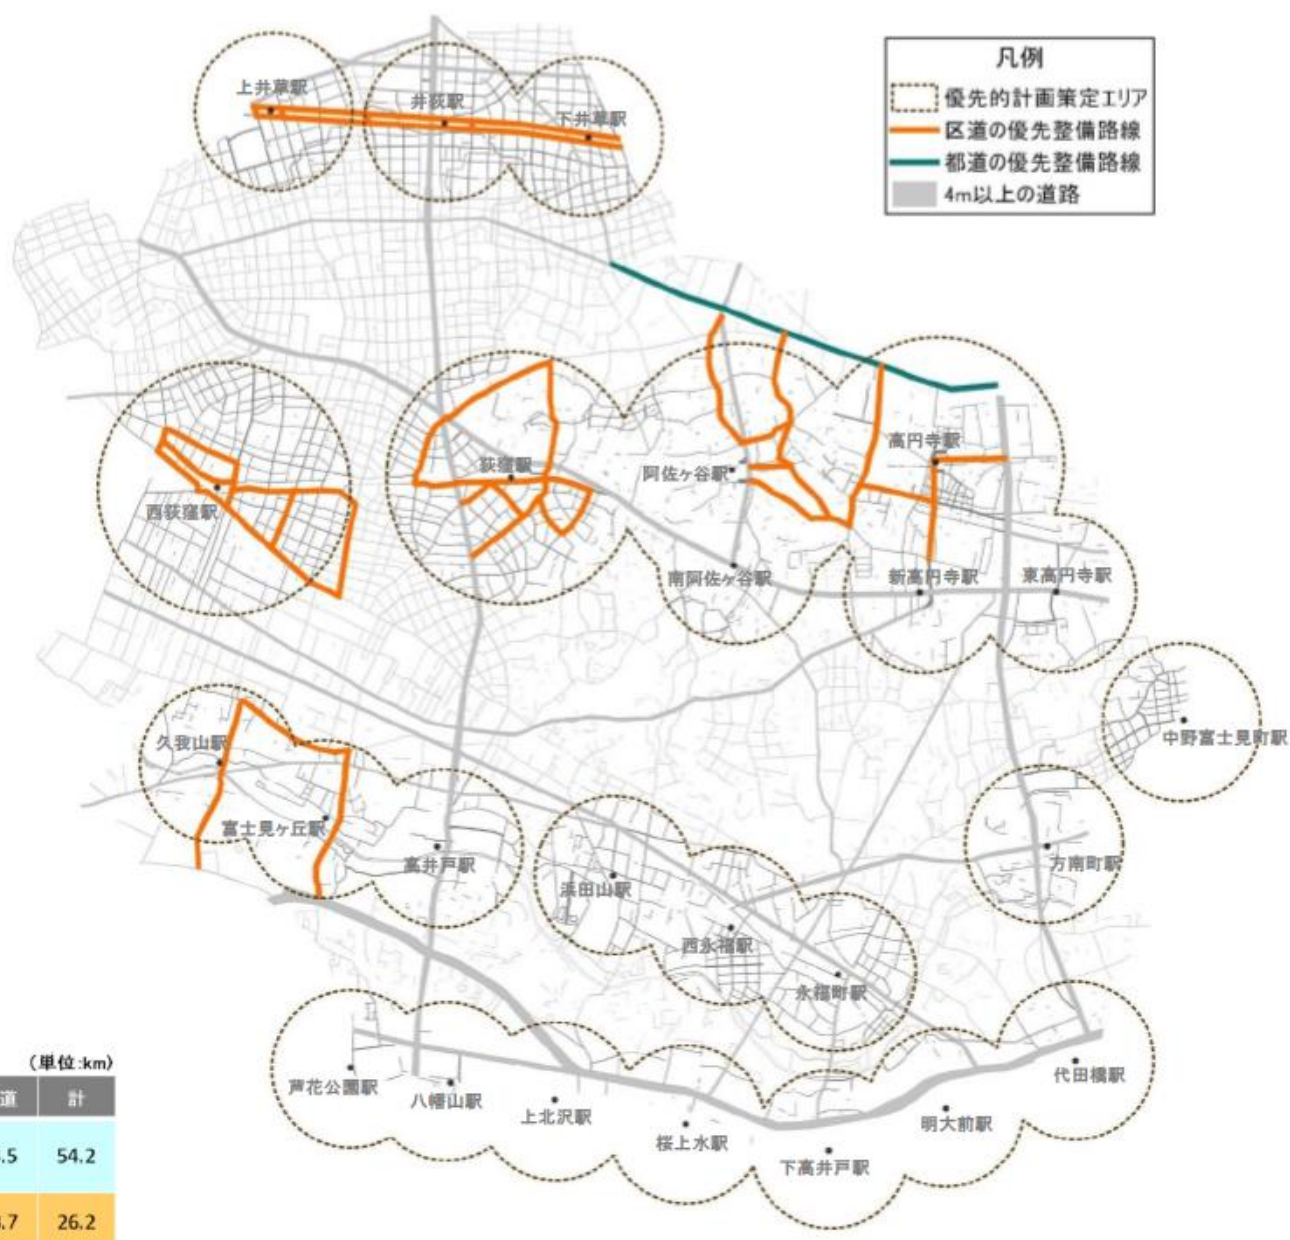 凡例
優先的計画策定エリア
区道の優先整備路線
都道の優先整備路線
4m以上の道路
上井草駅
井荻駅
下井草駅
高円寺駅
荻窪駅
阿佐ヶ谷駅
西荻窪駅
南阿佐ヶ谷駅
新高円寺駅
東高円寺駅
久我山駅
中野富士見町駅
富士見ヶ丘駅
高井戸駅
方南町駅
浜田山駅
西永福駅
永福町駅
芦花公園駅
八幡山駅
上北沢駅
桜上水駅
下高井戸駅
明大前駅
代田橋駅
(単位:km)
道 計
.5 54.2
.7 26.2